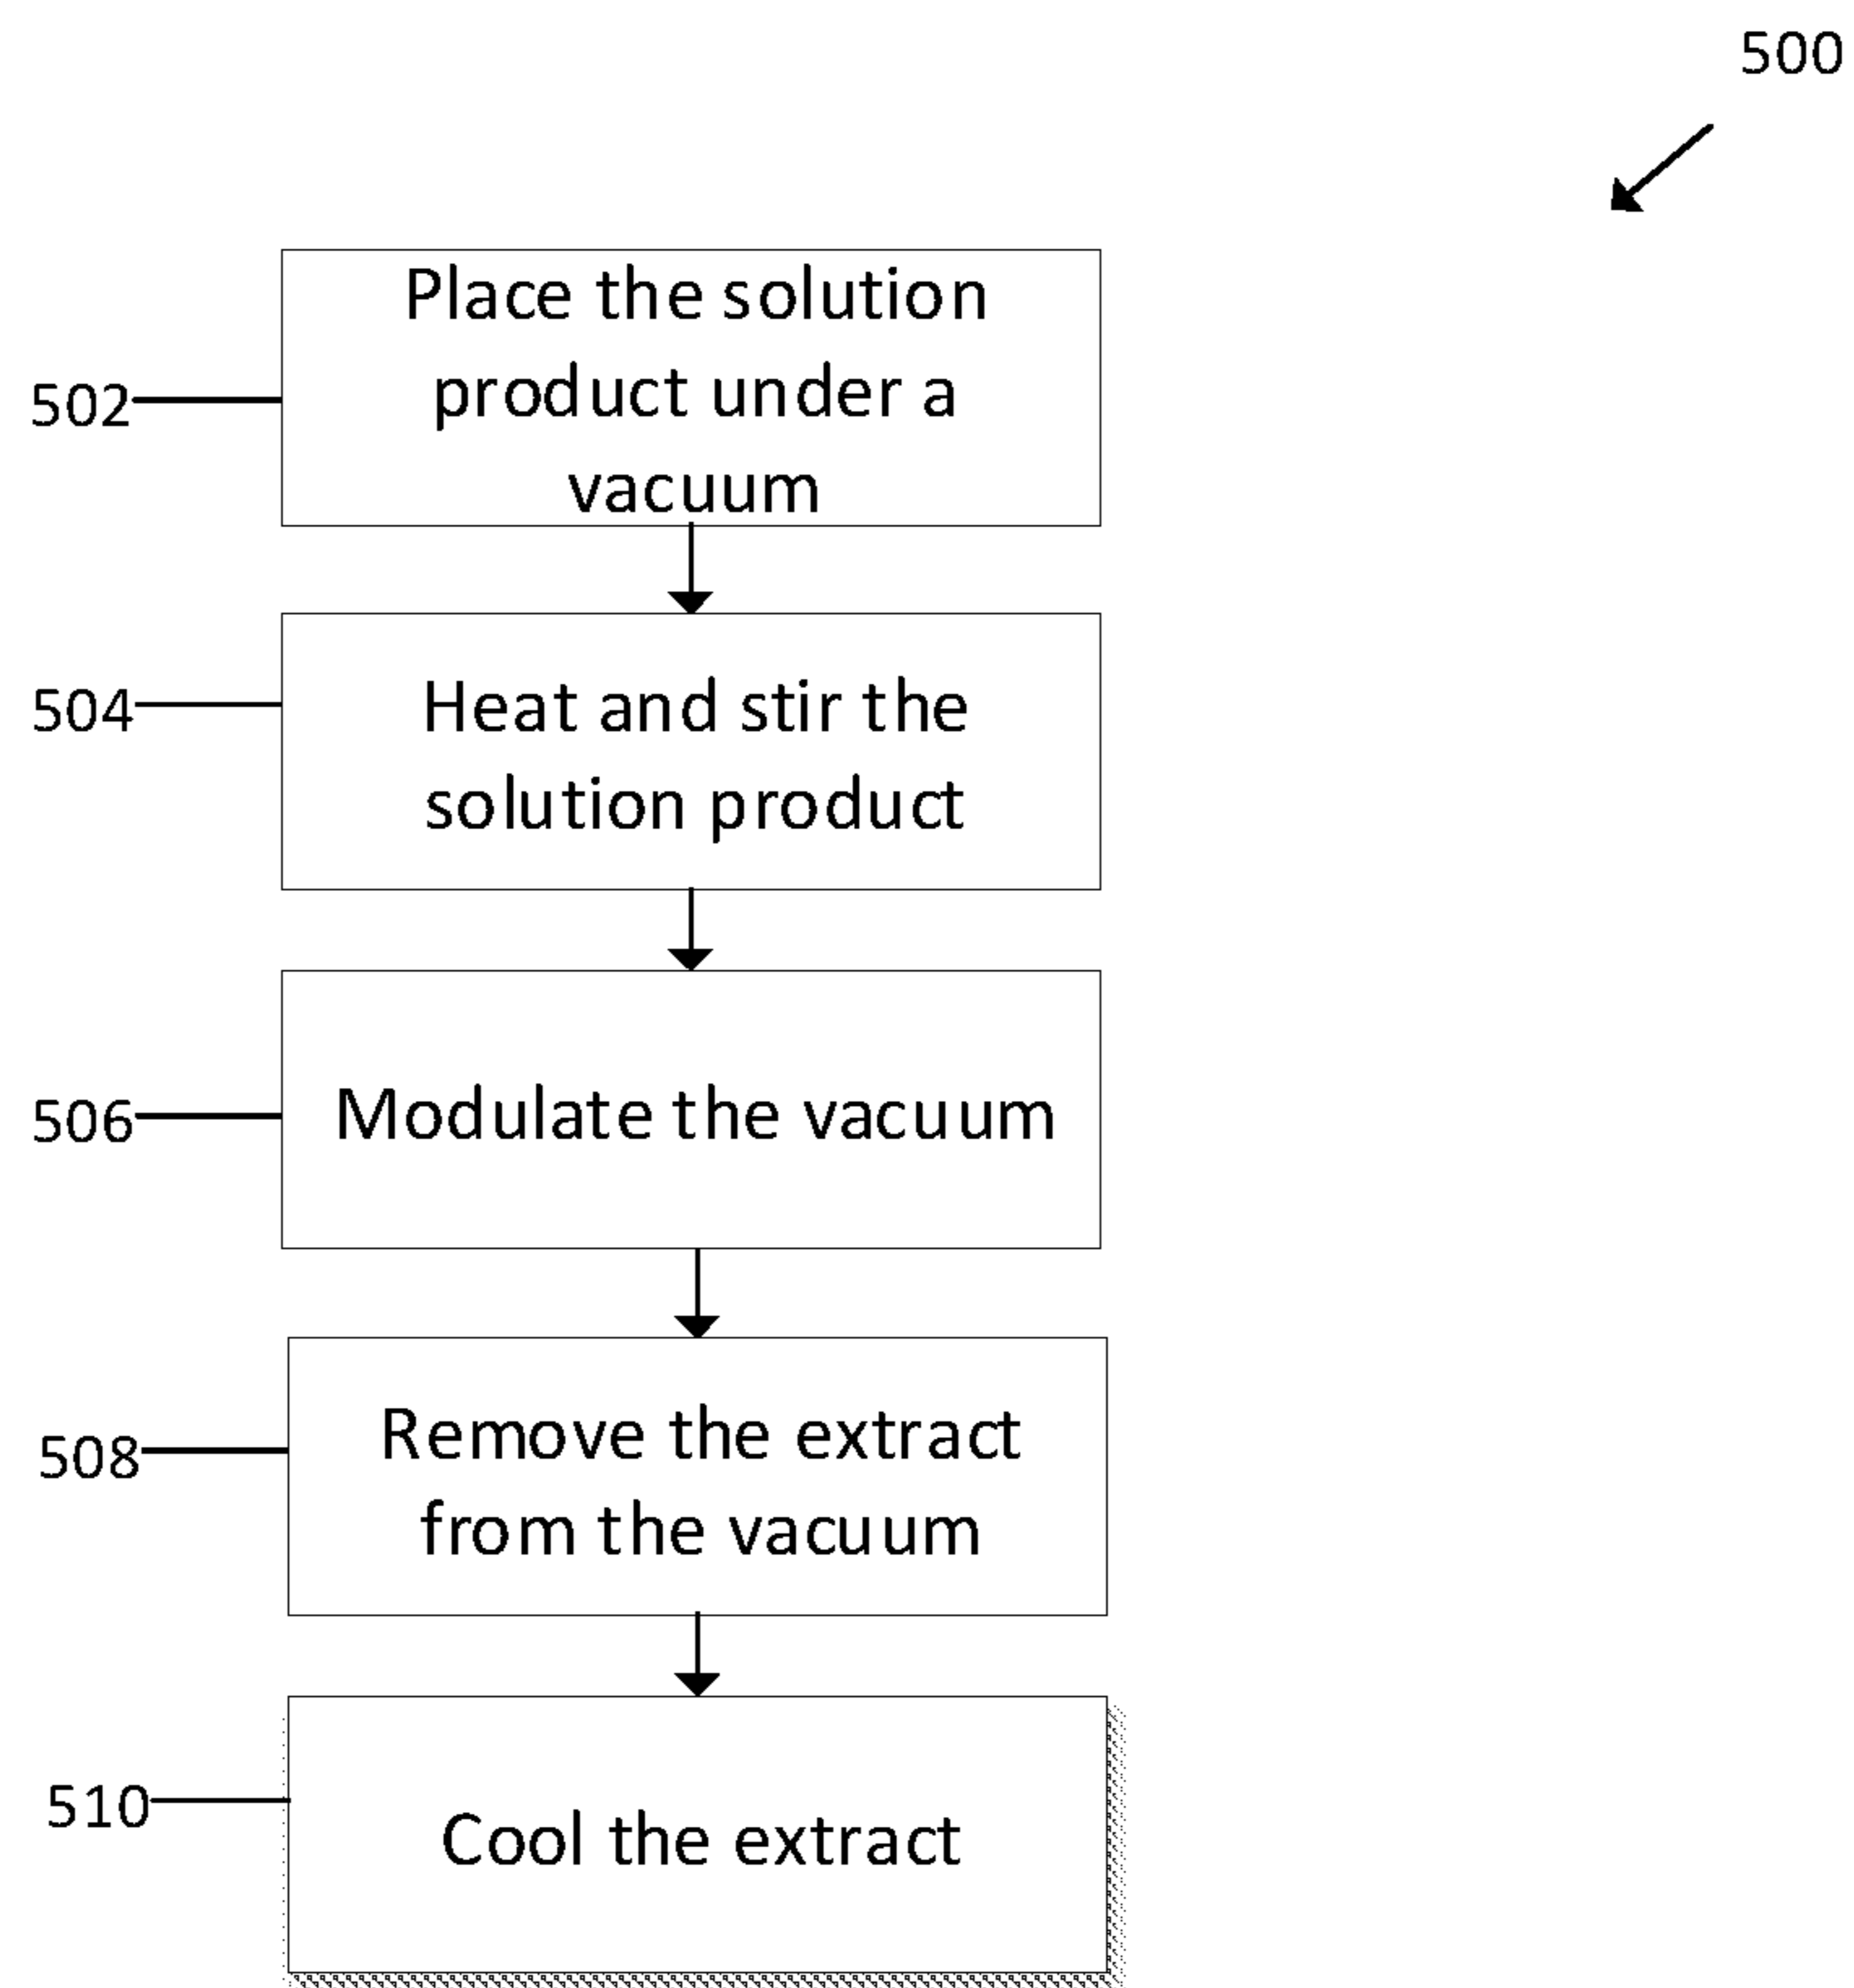 500
Place the solution
product under a
vacuum
502
Heat and stir the
solution product
504
Modulate the vacuum
506
Remove the extract
from the vacuum
508
Cool the extract
510